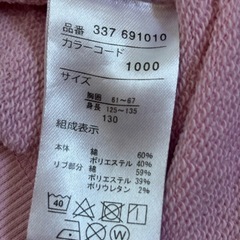 品番 337 691010
カラーコード
1000
サイズ
胸囲 61~67
身長 125~135
130
組成表示
本体 綿 60%
ポリエステル 40%
リブ部分 綿 59%
ポリエステル 39%
ポリウレタン 2%
40